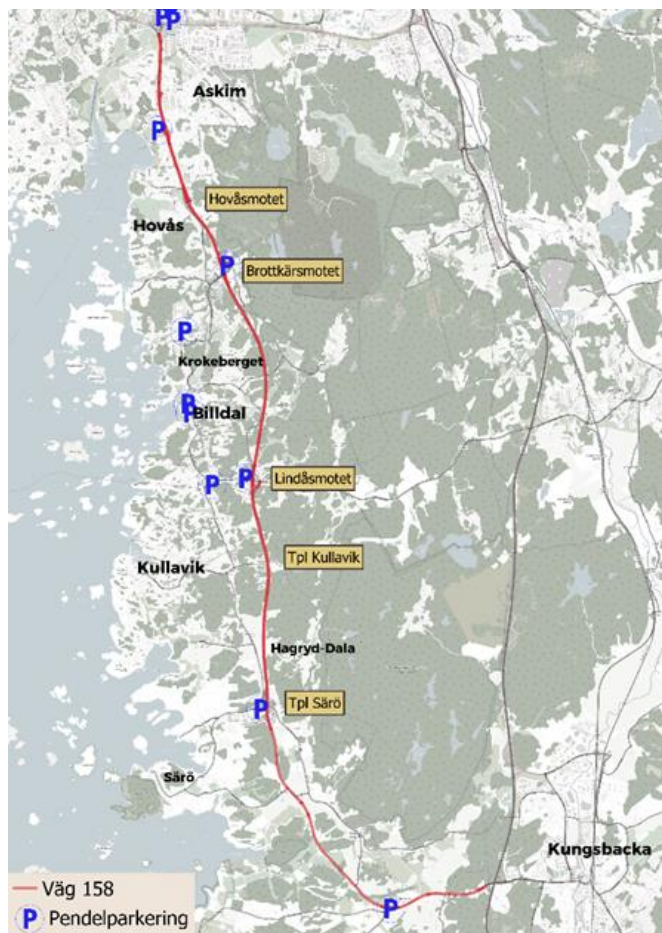 P P
Askim
P
Hovåsmotet
Hovås
P
Brottkärsmotet
P
Krokeberget
P
P
Billdal
P
P
Lindåsmotet
Tpl Kullavik
Kullavik
Hagryd-Dala
P
Tpl Särö
Särö
Kungsbacka
P
Väg 158
P Pendelparkering